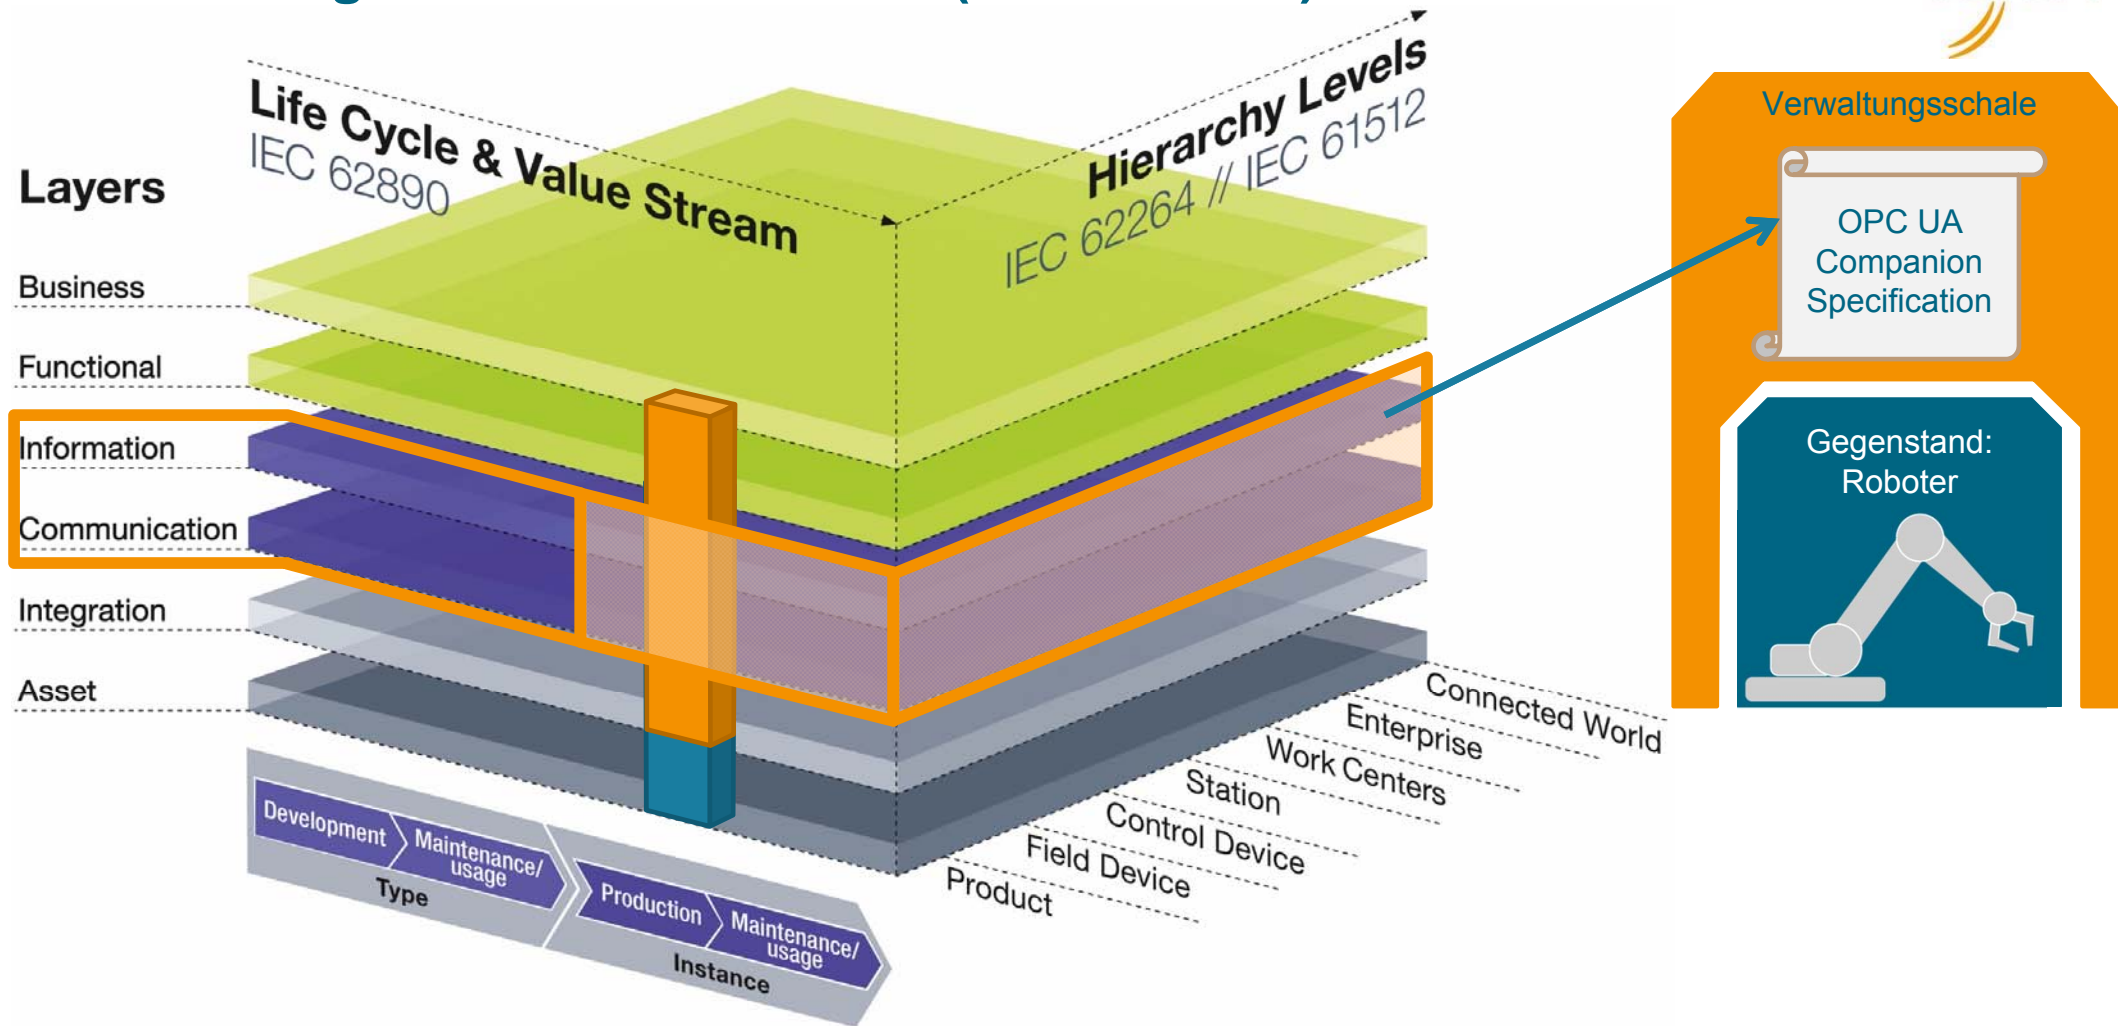 Life Cycle & Value Stream
IEC 62890
Hierarchy Levels
IEC 62264 // IEC 61512
Layers
Business
Functional
Information
Communication
Integration
Asset
Development
Maintenance/
usage
Type
Production
Maintenance/
usage
Instance
Connected World
Enterprise
Work Centers
Station
Control Device
Field Device
Product
Verwaltungsschale
OPC UA
Companion
Specification
Gegenstand:
Roboter